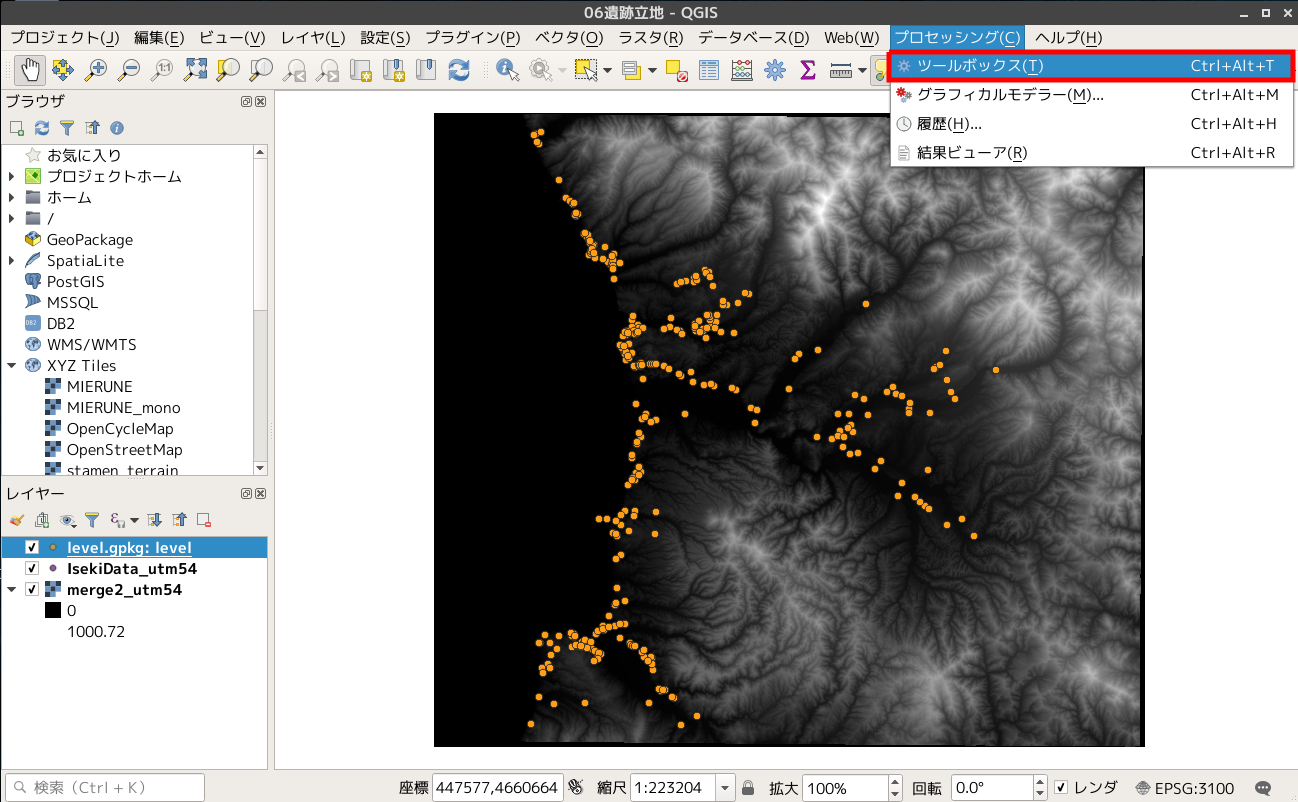 06遺跡立地 - QGIS
プロジェクト(J) 編集(E) ビュー(V) レイヤ(L) 設定(S) プラグイン(P) ベクタ(O) ラスタ(R) データベース(D) Web(W) プロセッシング(C) ヘルプ(H)
ツールボックス(T) Ctrl+Alt+T
グラフィカルモデラー(M)... Ctrl+Alt+M
履歴(H)... Ctrl+Alt+H
結果ビューア(R) Ctrl+Alt+R
ブラウザ
お気に入り
プロジェクトホーム
ホーム
/
GeoPackage
SpatiaLite
PostGIS
MSSQL
DB2
WMS/WMTS
XYZ Tiles
MIERUNE
MIERUNE_mono
OpenCycleMap
OpenStreetMap
stamen_terrain
レイヤー
level.gpkg: level
IsekiData_utm54
merge2_utm54
0
1000.72
検索 (Ctrl + K) 座標 447577,4660664 縮尺 1:223204 拡大 100% 回転 0.0° レンダ EPSG:3100